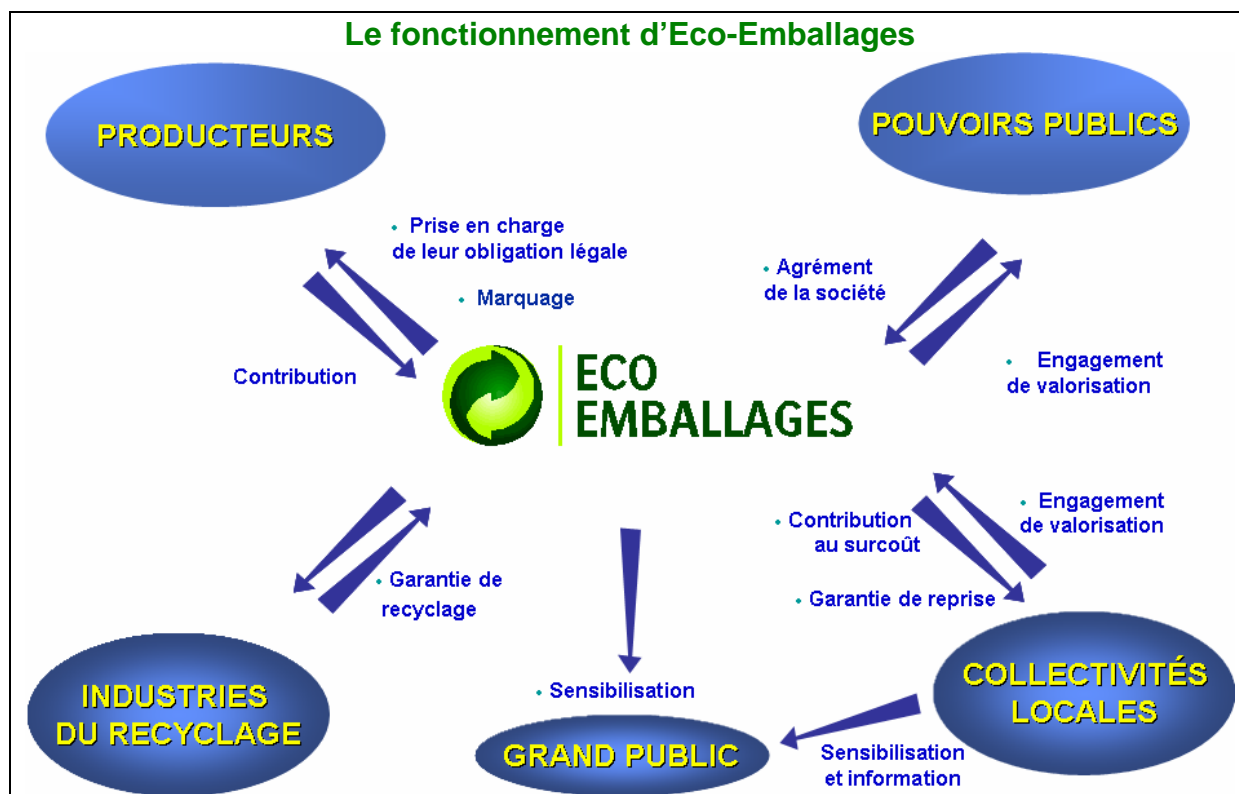 Le fonctionnement d'Eco-Emballages
PRODUCTEURS
POUVOIRS PUBLICS
• Prise en charge
de leur obligation légale
• Marquage
Contribution
• Agrément
de la société
• Engagement
de valorisation
ECO
EMBALLAGES
• Engagement
de valorisation
• Contribution
au surcoût
• Garantie de reprise
• Garantie de
recyclage
• Sensibilisation
INDUSTRIES
DU RECYCLAGE
GRAND PUBLIC
COLLECTIVITÉS
LOCALES
Sensibilisation
et information